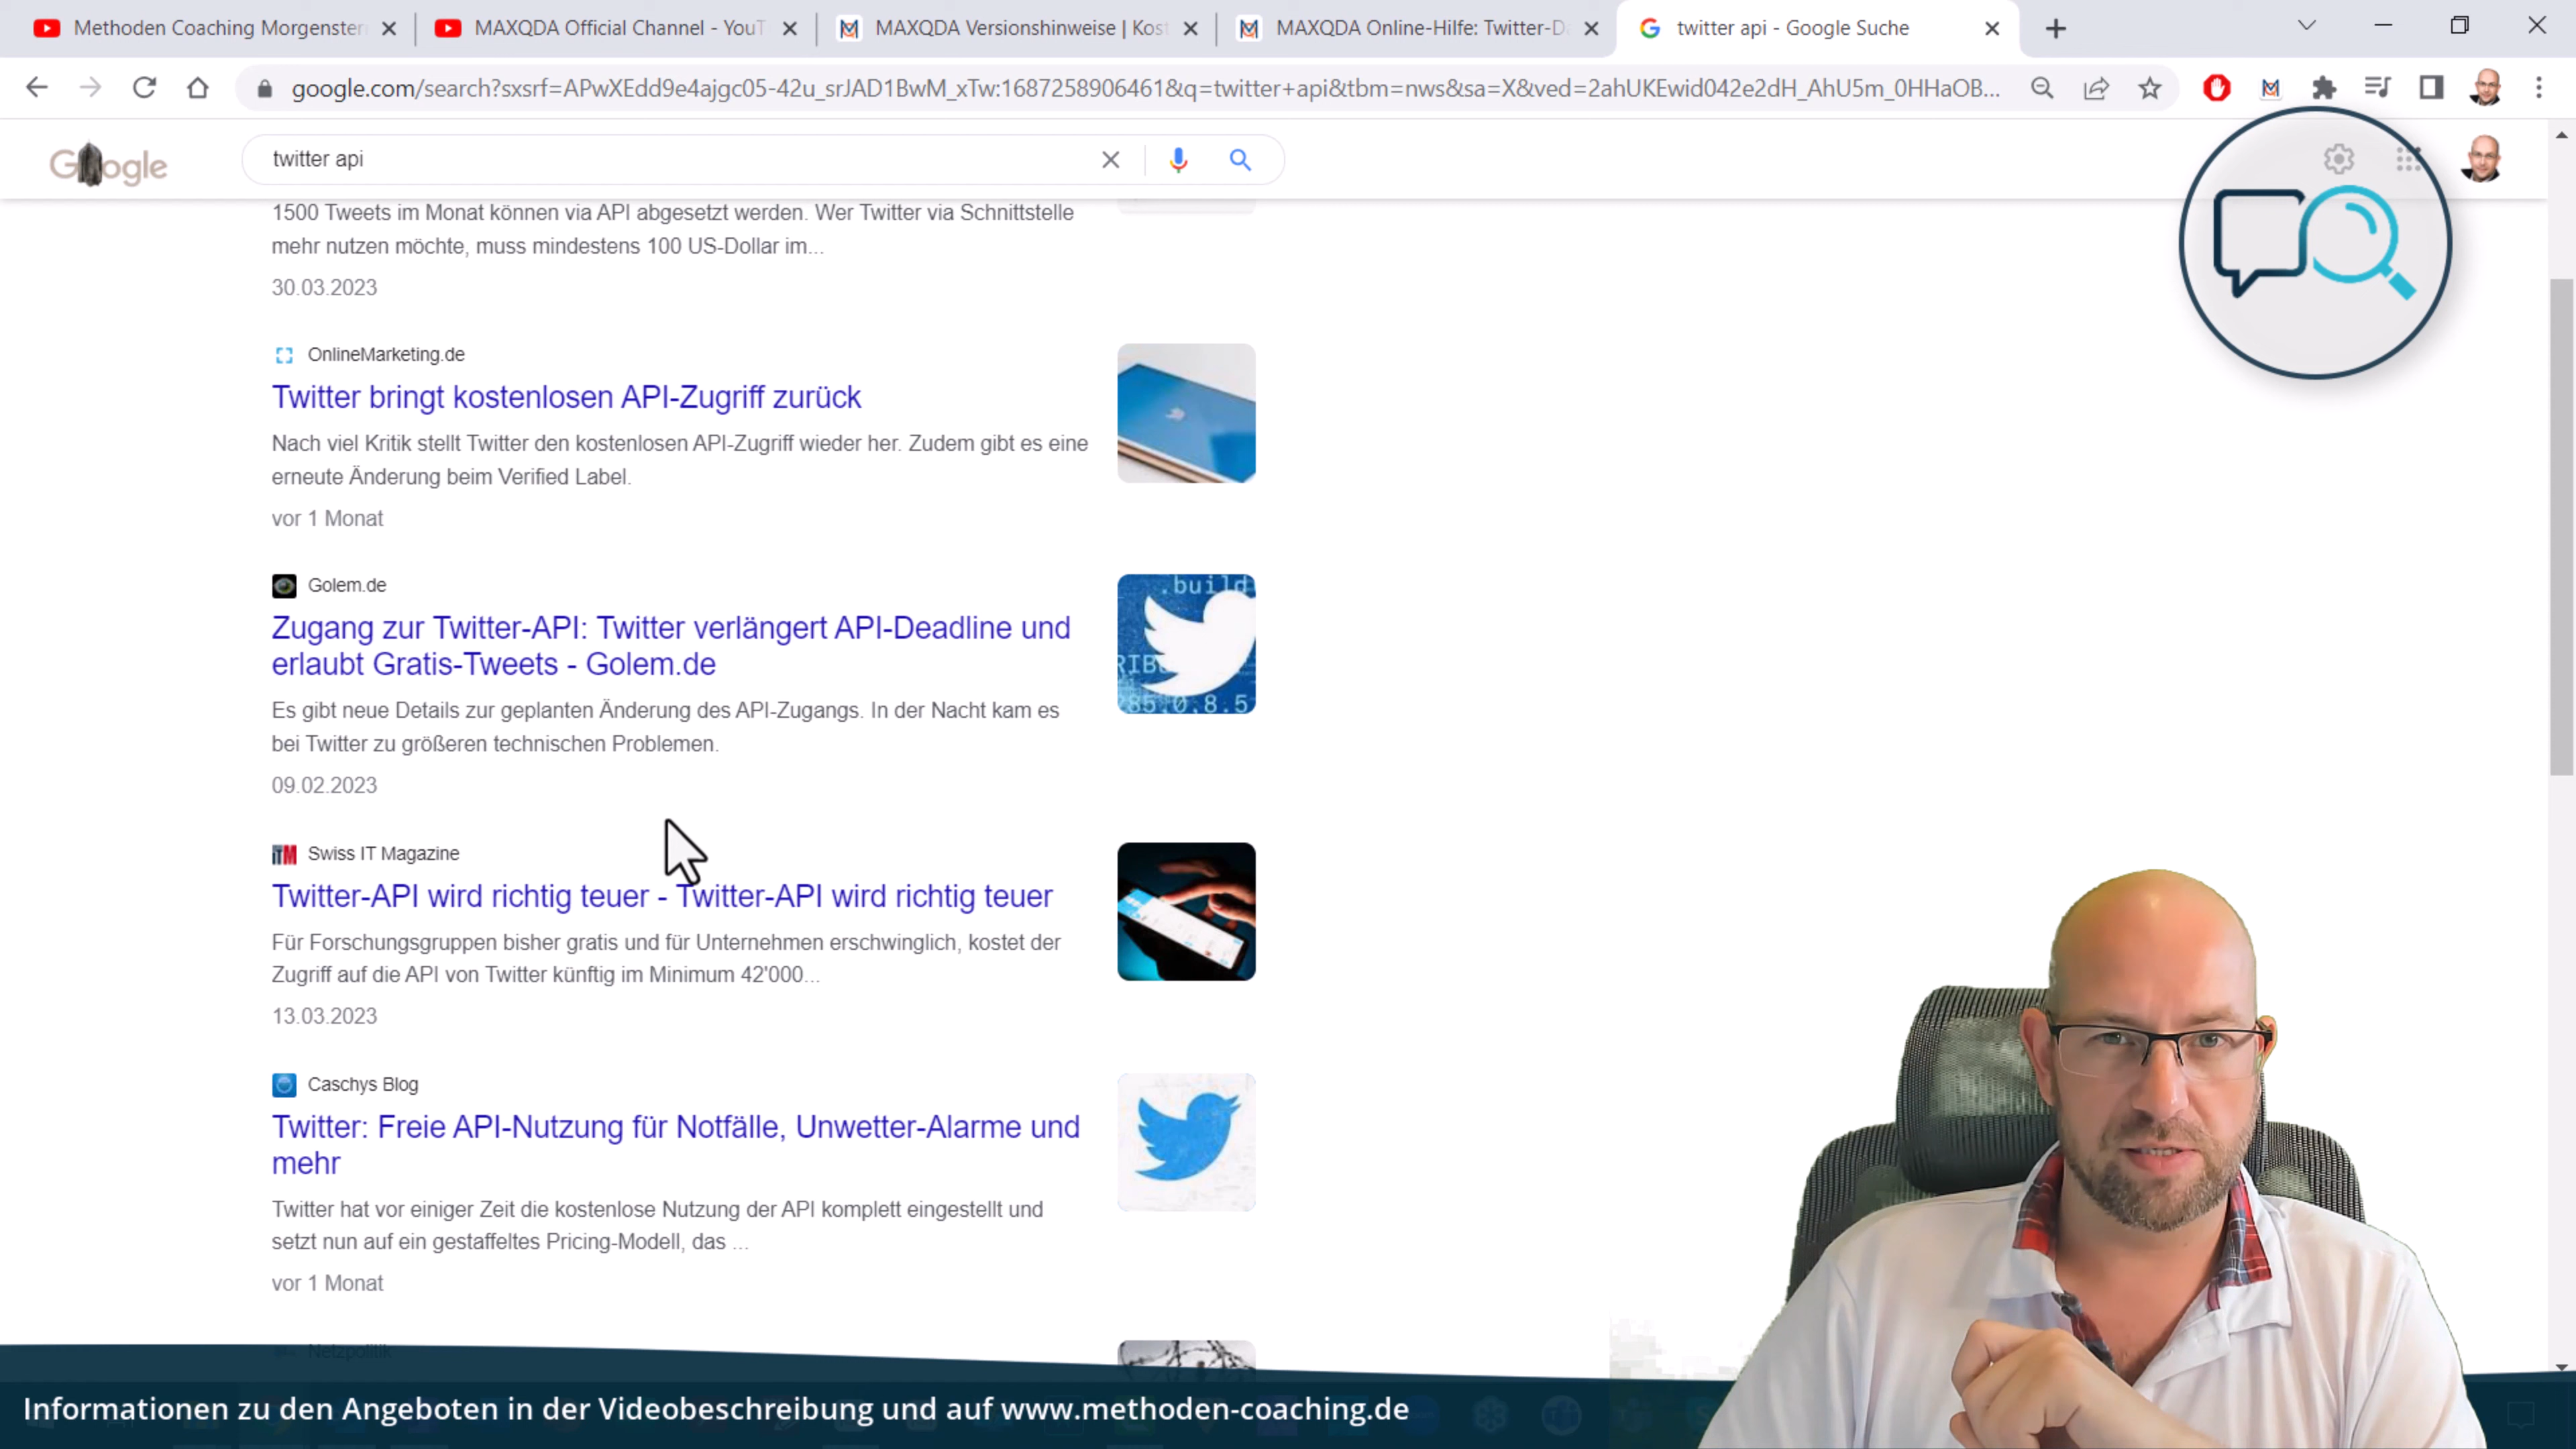 Methoden Coaching Morgenster
MAXQDA Official Channel - YouT
MAXQDA Versionshinweise | Kost
MAXQDA Online-Hilfe: Twitter-D
twitter api - Google Suche
google.com/search?sxsrf=APwXEdd9e4ajgc05-42u_srJAD1BwM_xTw:1687258906461&q=twitter+api&tbm=nws&sa=X&ved=2ahUKEwid042e2dH_AhU5m_0HHaOB...
Google
twitter api
1500 Tweets im Monat können via API abgesetzt werden. Wer Twitter via Schnittstelle
mehr nutzen möchte, muss mindestens 100 US-Dollar im...
30.03.2023
OnlineMarketing.de
Twitter bringt kostenlosen API-Zugriff zurück
Nach viel Kritik stellt Twitter den kostenlosen API-Zugriff wieder her. Zudem gibt es eine
erneute Änderung beim Verified Label.
vor 1 Monat
Golem.de
Zugang zur Twitter-API: Twitter verlängert API-Deadline und
erlaubt Gratis-Tweets - Golem.de
Es gibt neue Details zur geplanten Änderung des API-Zugangs. In der Nacht kam es
bei Twitter zu größeren technischen Problemen.
09.02.2023
.build
RIB
785.0.8.5
ITM
Swiss IT Magazine
Twitter-API wird richtig teuer - Twitter-API wird richtig teuer
Für Forschungsgruppen bisher gratis und für Unternehmen erschwinglich, kostet der
Zugriff auf die API von Twitter künftig im Minimum 42'000...
13.03.2023
Caschys Blog
Twitter: Freie API-Nutzung für Notfälle, Unwetter-Alarme und
mehr
Twitter hat vor einiger Zeit die kostenlose Nutzung der API komplett eingestellt und
setzt nun auf ein gestaffeltes Pricing-Modell, das ...
vor 1 Monat
Netzpolitik
Informationen zu den Angeboten in der Videobeschreibung und auf www.methoden-coaching.de